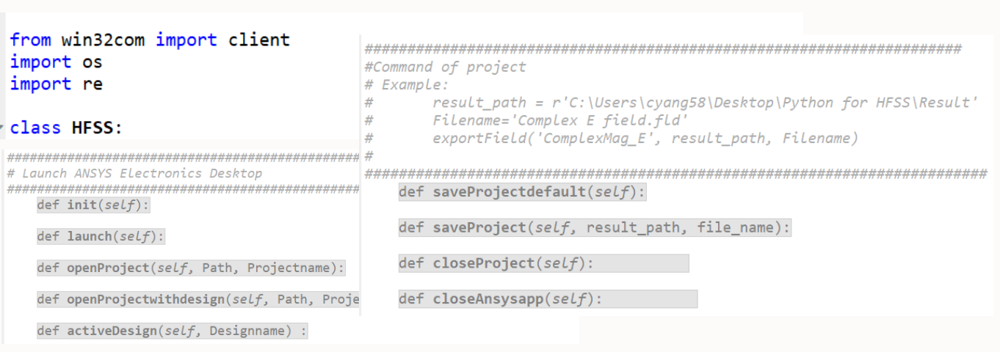 from win32com import client
import os
import re
class HFSS:
##############################################
# Launch ANSYS Electronics Desktop
##############################################
def init(self):
def launch(self):
def openProject(self, Path, Projectname):
def openProjectwithdesign(self, Path, Proje
def activeDesign(self, Designname) :
######################################################################
#Command of project
# Example:
#       result_path = r'C:\Users\cyang58\Desktop\Python for HFSS\Result'
#       Filename='Complex E field.fld'
#       exportField('ComplexMag_E', result_path, Filename)
#
#########################################################################
def saveProjectdefault(self):
def saveProject(self, result_path, file_name):
def closeProject(self):
def closeAnsysapp(self):